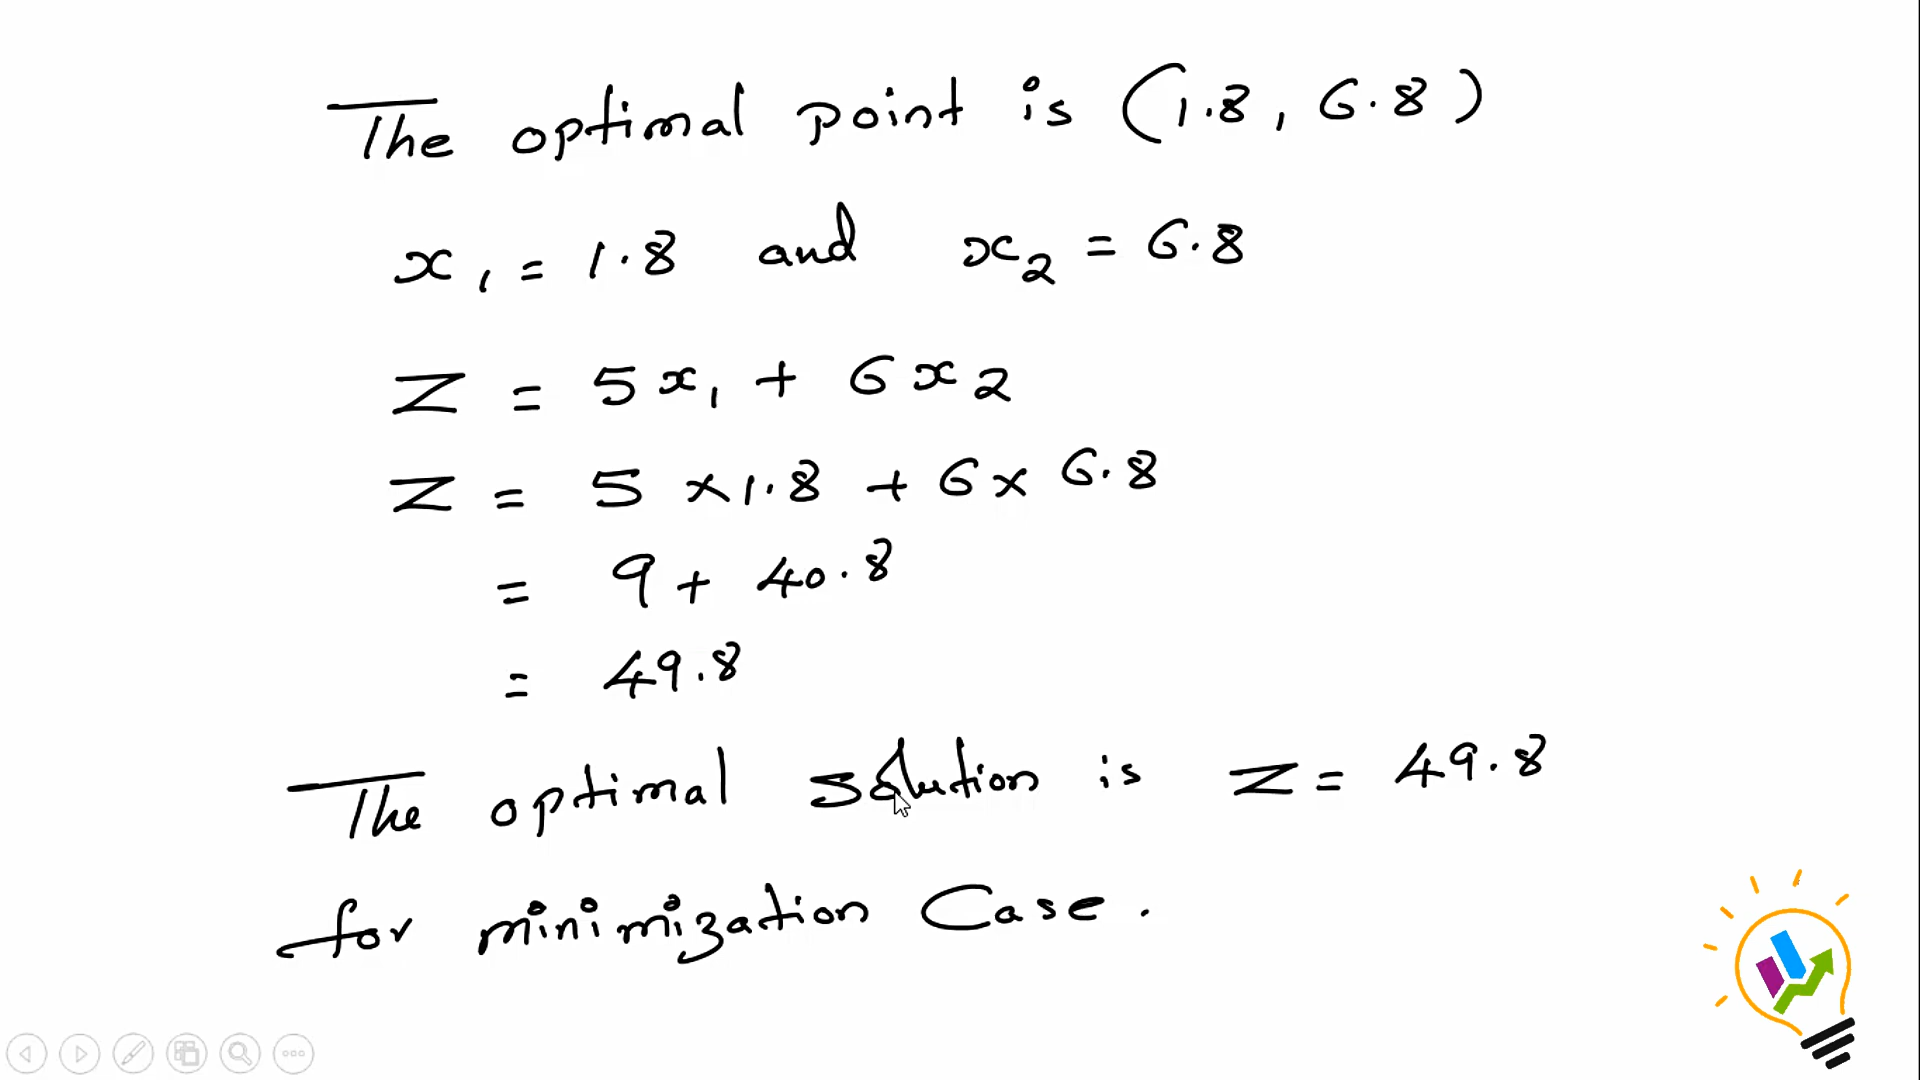 The optimal point is (1.8, 6.8)
x₁ = 1.8 and x₂ = 6.8
Z = 5x₁ + 6x₂
Z = 5 × 1.8 + 6 × 6.8
= 9 + 40.8
= 49.8
The optimal solution is Z = 49.8
for minimization Case.